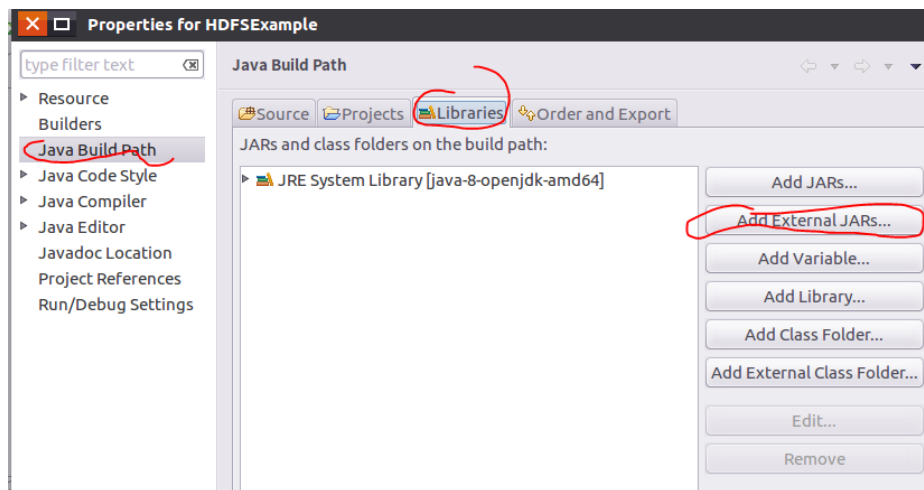 Properties for HDFSExample
type filter text
Resource
Builders
Java Build Path
Java Code Style
Java Compiler
Java Editor
Javadoc Location
Project References
Run/Debug Settings
Java Build Path
Source Projects Libraries Order and Export
JARs and class folders on the build path:
JRE System Library [java-8-openjdk-amd64]
Add JARs...
Add External JARs...
Add Variable...
Add Library...
Add Class Folder...
Add External Class Folder...
Edit...
Remove